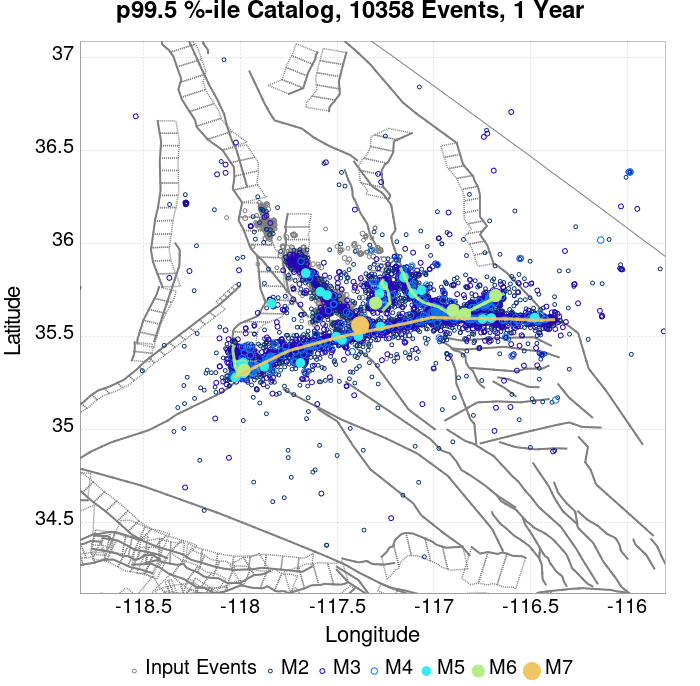 p99.5 %-ile Catalog, 10358 Events, 1 Year
37
36.5
36
35.5
35
34.5
Latitude
-118.5 -118 -117.5 -117 -116.5 -116
Longitude
Input Events M2 M3 M4 M5 M6 M7